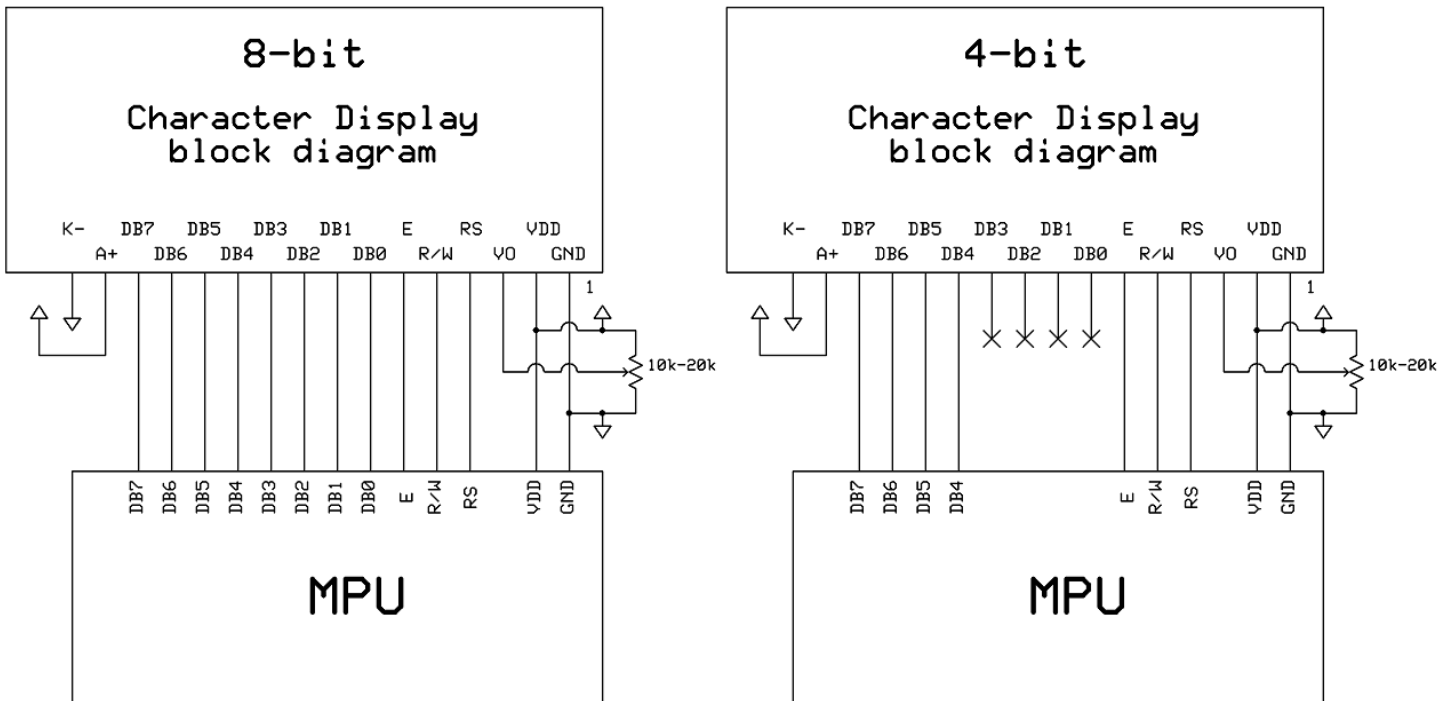 8-bit
Character Display
block diagram
K- DB7 DB5 DB3 DB1 E RS VDD
A+ DB6 DB4 DB2 DB0 R/W VO GND
1
10k-20k
DB7 DB6 DB5 DB4 DB3 DB2 DB1 DB0 E R/W RS VDD GND
MPU
4-bit
Character Display
block diagram
K- DB7 DB5 DB3 DB1 E RS VDD
A+ DB6 DB4 DB2 DB0 R/W VO GND
1
10k-20k
DB7 DB6 DB5 DB4 E R/W RS VDD GND
MPU